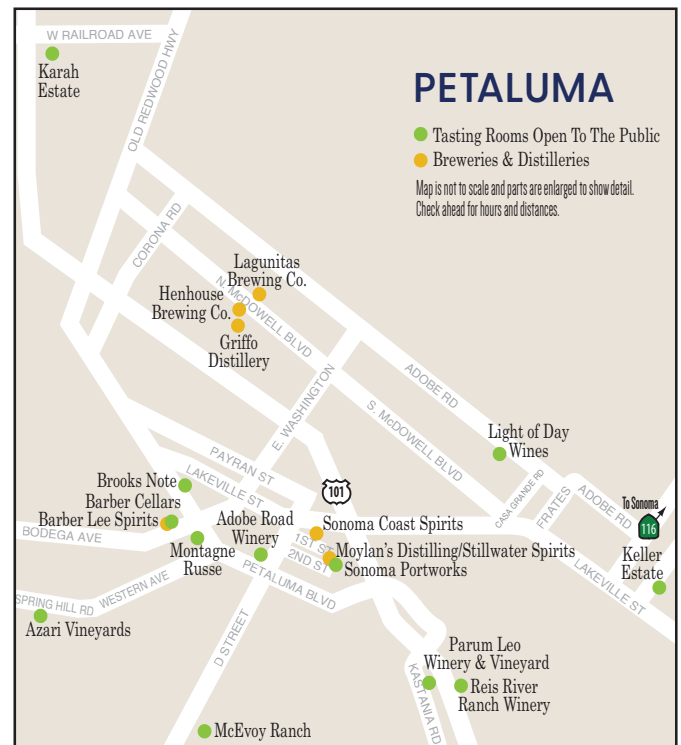 W RAILROAD AVE
Karah
Estate
OLD REDWOOD HWY
PETALUMA
Tasting Rooms Open To The Public
Breweries & Distilleries
Map is not to scale and parts are enlarged to show detail.
Check ahead for hours and distances.
CORONA RD
Lagunitas
Brewing Co.
Henhouse
Brewing Co.
N. McDOWELL BLVD
Griffo
Distillery
E. WASHINGTON
ADOBE RD
S. McDOWELL BLVD
Light of Day
Wines
PAYRAN ST
LAKEVILLE ST
101
CASA GRANDE RD
FRATES
ADOBE RD
To Sonoma
116
Keller
Estate
Brooks Note
Barber Cellars
Barber Lee Spirits
BODEGA AVE
Adobe Road
Winery
Sonoma Coast Spirits
1ST ST
2ND ST
Moylan's Distilling/Stillwater Spirits
Sonoma Portworks
Montagne
Russe
PETALUMA BLVD
LAKEVILLE ST
SPRING HILL RD
WESTERN AVE
Azari Vineyards
D STREET
Parum Leo
Winery & Vineyard
KASTANIA RD
Reis River
Ranch Winery
McEvoy Ranch